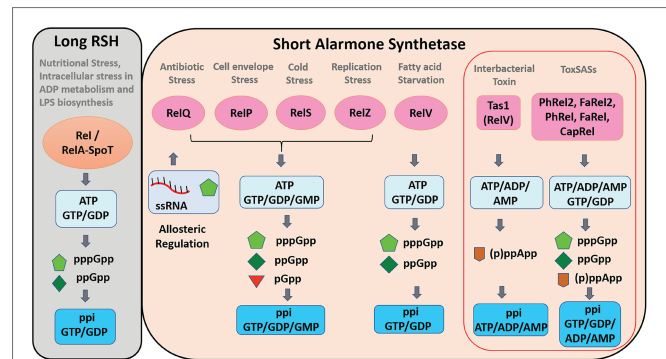 Long RSH
Nutritional Stress,
Intracellular stress in
ADP metabolism and
LPS biosynthesis
Rel /
RelA-SpoT
ATP
GTP/GDP
pppGpp
ppGpp
ppi
GTP/GDP
Short Alarmone Synthetase
Antibiotic
Stress
RelQ
Cell envelope
Stress
RelP
Cold
Stress
RelS
Replication
Stress
RelZ
Fatty acid
Starvation
RelV
ssRNA
Allosteric
Regulation
ATP
GTP/GDP/GMP
pppGpp
ppGpp
pGpp
ppi
GTP/GDP/GMP
ATP
GTP/GDP
pppGpp
ppGpp
ppi
GTP/GDP
Interbacterial
Toxin
Tas1
(RelV)
ATP/ADP/
AMP
(p)ppApp
ppi
ATP/ADP/AMP
ToxSASs
PhRel2, FaRel2,
PhRel, FaRel,
CapRel
ATP/ADP/AMP
GTP/GDP
pppGpp
ppGpp
(p)ppApp
ppi
GTP/GDP/
ADP/AMP